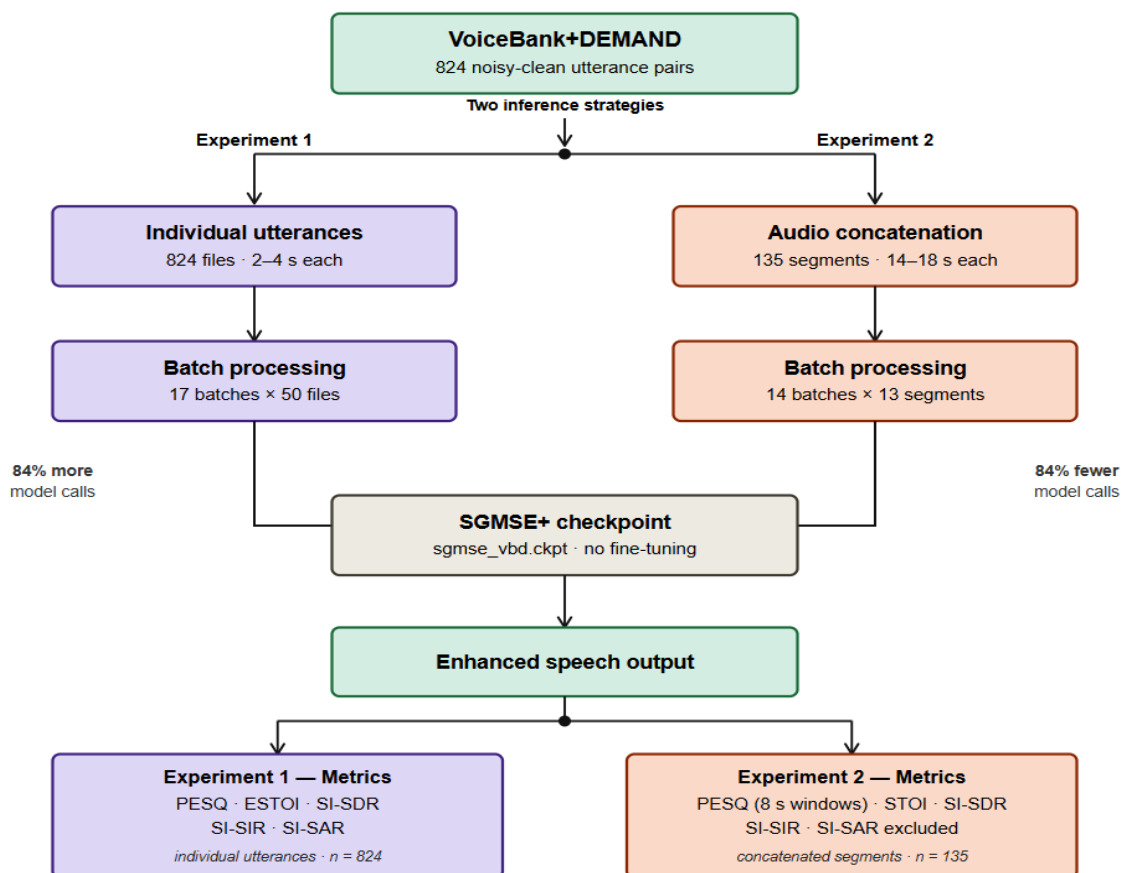 VoiceBank+DEMAND
824 noisy-clean utterance pairs
Two inference strategies
Experiment 1
Experiment 2
Individual utterances
824 files · 2–4 s each
Audio concatenation
135 segments · 14–18 s each
Batch processing
17 batches × 50 files
Batch processing
14 batches × 13 segments
84% more
model calls
84% fewer
model calls
SGMSE+ checkpoint
sgmse_vbd.ckpt · no fine-tuning
Enhanced speech output
Experiment 1 — Metrics
PESQ · ESTOI · SI-SDR
SI-SIR · SI-SAR
individual utterances · n = 824
Experiment 2 — Metrics
PESQ (8 s windows) · STOI · SI-SDR
SI-SIR · SI-SAR excluded
concatenated segments · n = 135